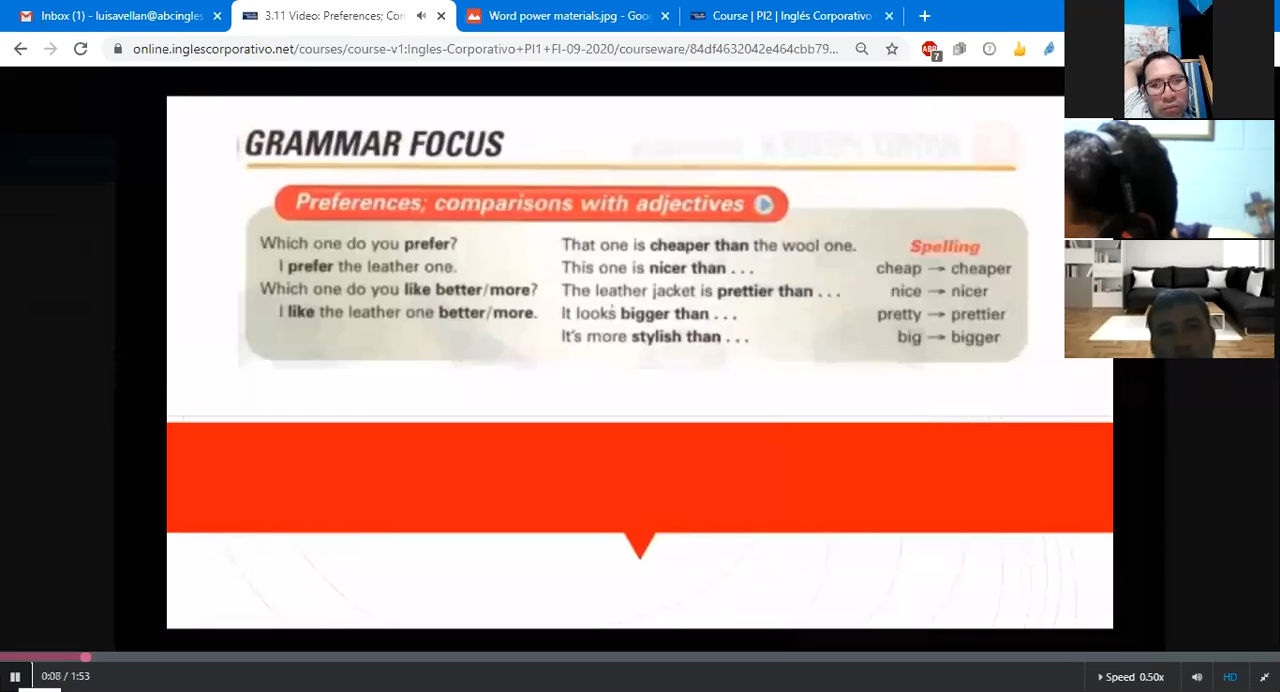 Inbox (1) - luisavellan@abcingles
3.11 Video: Preferences; Cor
Word power materials.jpg - Goo
Course | PI2 | Inglés Corporativo
online.inglescorporativo.net/courses/course-v1:Ingles-Corporativo+PI1+FI-09-2020/courseware/84df4632042e464cbb79...
ABP
7
GRAMMAR FOCUS
Preferences; comparisons with adjectives
Which one do you prefer?
I prefer the leather one.
Which one do you like better/more?
I like the leather one better/more.
That one is cheaper than the wool one.
This one is nicer than . . .
The leather jacket is prettier than . . .
It looks bigger than . . .
It's more stylish than . . .
Spelling
cheap → cheaper
nice → nicer
pretty → prettier
big → bigger
0:08 / 1:53
Speed 0.50x
HD